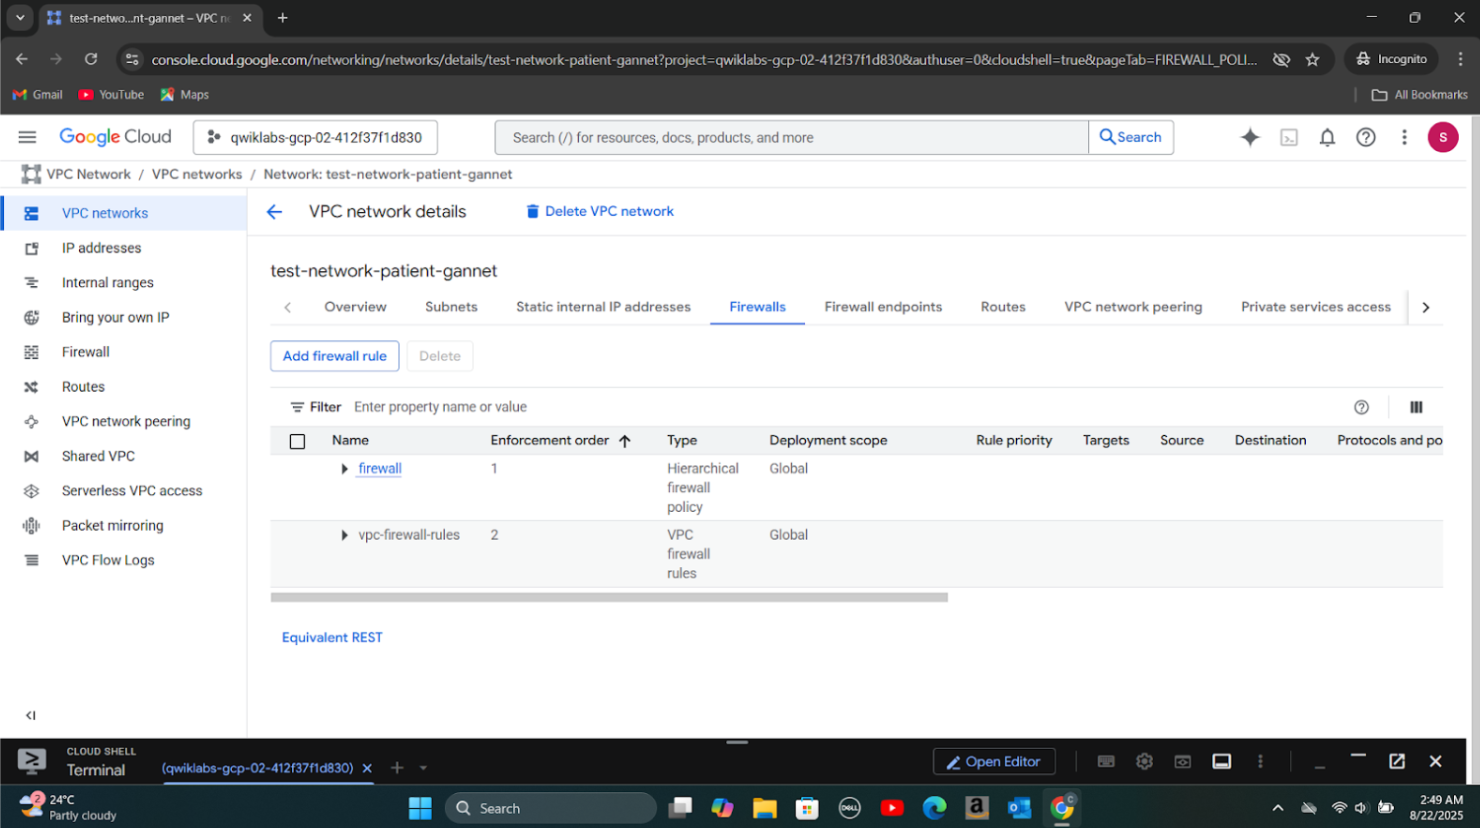 test-netwo...nt-gannet – VPC n
console.cloud.google.com/networking/networks/details/test-network-patient-gannet?project=qwiklabs-gcp-02-412f37f1d830&authuser=0&cloudshell=true&pageTab=FIREWALL_POLI...
Incognito
Gmail
YouTube
Maps
All Bookmarks
Google Cloud
qwiklabs-gcp-02-412f37f1d830
Search (/) for resources, docs, products, and more
Search
S
VPC Network / VPC networks / Network: test-network-patient-gannet
VPC networks
IP addresses
Internal ranges
Bring your own IP
Firewall
Routes
VPC network peering
Shared VPC
Serverless VPC access
Packet mirroring
VPC Flow Logs
VPC network details
Delete VPC network
test-network-patient-gannet
Overview
Subnets
Static internal IP addresses
Firewalls
Firewall endpoints
Routes
VPC network peering
Private services access
Add firewall rule
Delete
Filter
Enter property name or value
Name
Enforcement order
Type
Deployment scope
Rule priority
Targets
Source
Destination
Protocols and po
firewall
1
Hierarchical
firewall
policy
Global
vpc-firewall-rules
2
VPC
firewall
rules
Global
Equivalent REST
CLOUD SHELL
Terminal
(qwiklabs-gcp-02-412f37f1d830)
Open Editor
2
24°C
Partly cloudy
Search
DELL
a
C
2:49 AM
8/22/2025